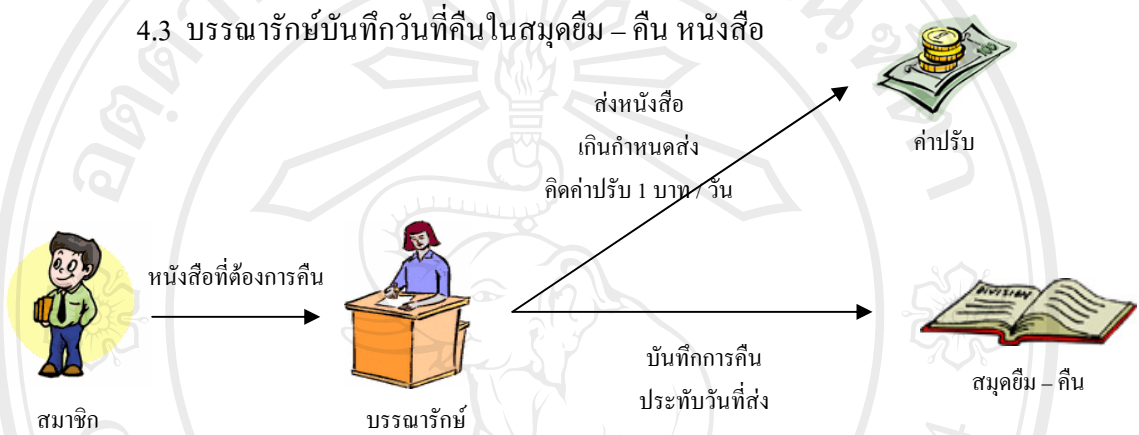 4.3 บรรณารักษ์บันทึกวันที่คืนในสมุดยืม – คืน หนังสือ
ส่งหนังสือ
เกินกำหนดส่ง
คิดค่าปรับ 1 บาท / วัน
ค่าปรับ
หนังสือที่ต้องการคืน
บันทึกการคืน
ประทับวันที่ส่ง
สมาชิก
บรรณารักษ์
DIVISION
สมุดยืม – คืน